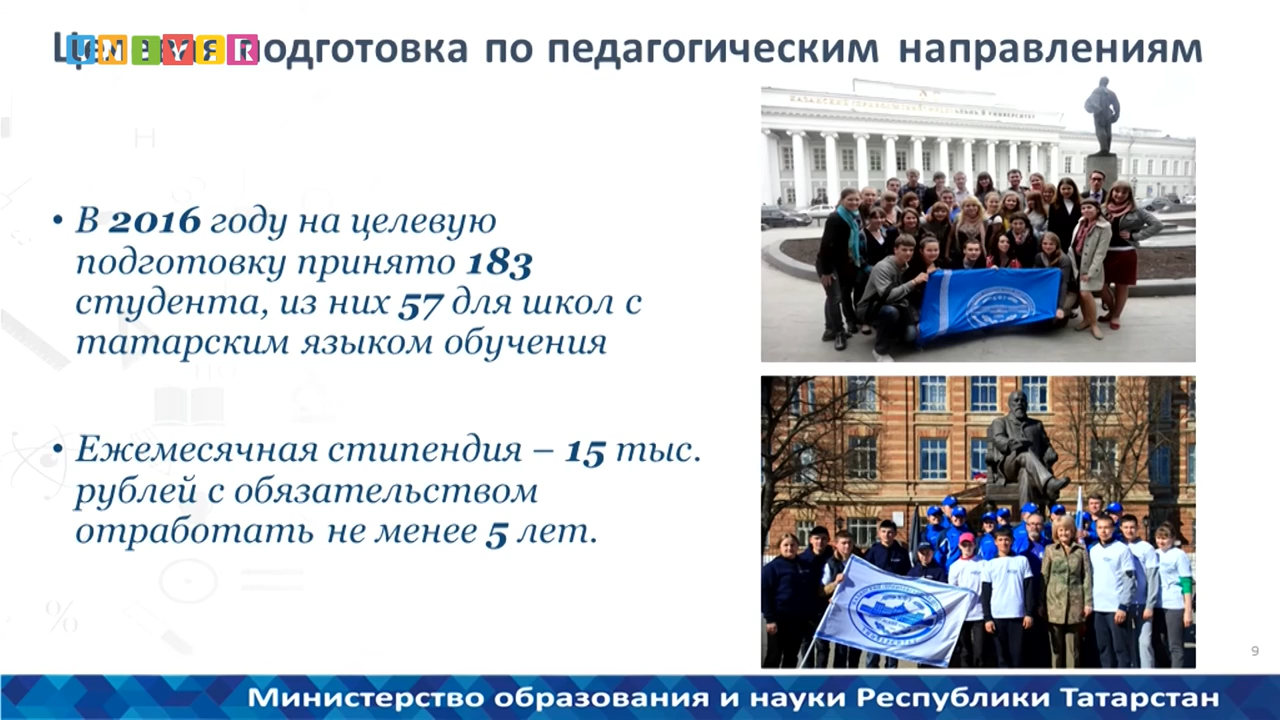 UNIVER
подготовка по педагогическим направлениям
• В 2016 году на целевую
подготовку принято 183
студента, из них 57 для школ с
татарским языком обучения
• Ежемесячная стипендия – 15 тыс.
рублей с обязательством
отработать не менее 5 лет.
9
Министерство образования и науки Республики Татарстан